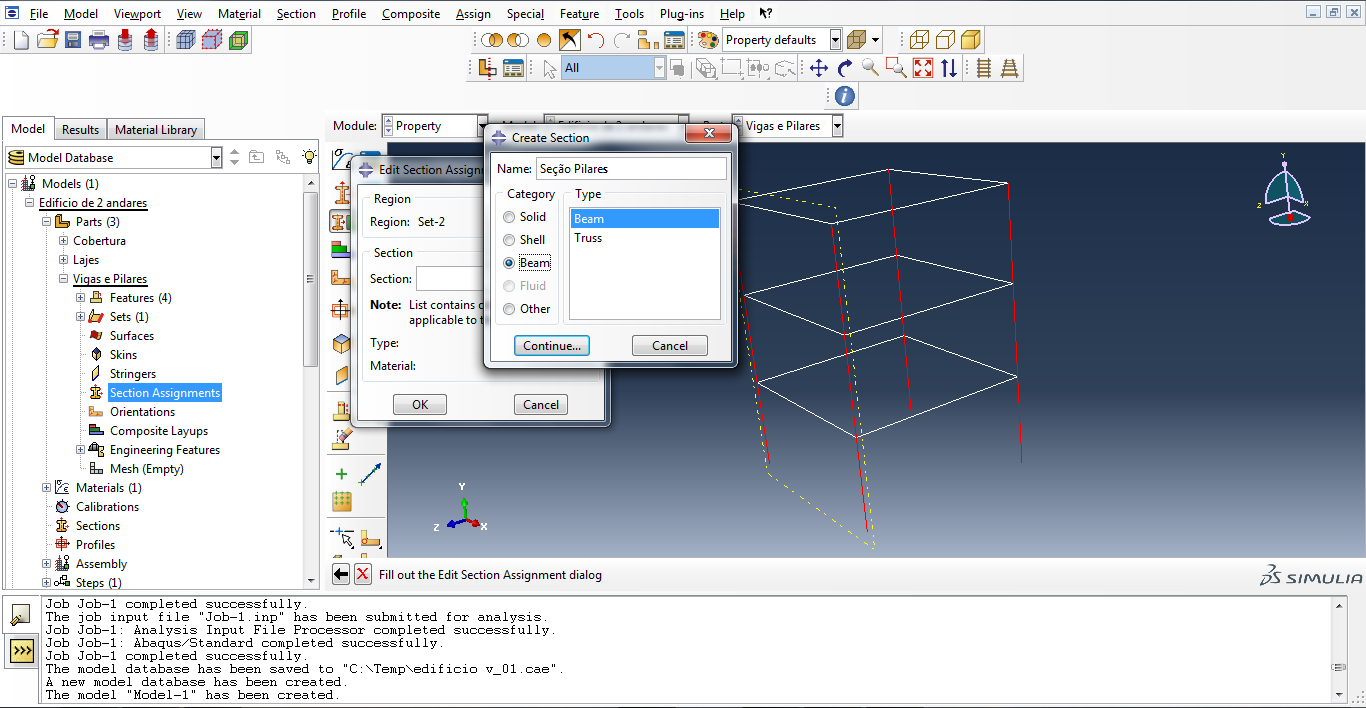 File Model Viewport View Material Section Profile Composite Assign Special Feature Tools Plug-ins Help
Property defaults
All
Model Results Material Library
Module: Property Edificio de 2 andares Vigas e Pilares
Model Database
Models (1)
Edificio de 2 andares
Parts (3)
Cobertura
Lajes
Vigas e Pilares
Features (4)
Sets (1)
Surfaces
Skins
Stringers
Section Assignments
Orientations
Composite Layups
Engineering Features
Mesh (Empty)
Materials (1)
Calibrations
Sections
Profiles
Assembly
Steps (1)
Edit Section Assignm
Region
Region: Set-2
Section
Section:
Note: List contains
applicable to
Type:
Material:
OK Cancel
Create Section
Name: Seção Pilares
Category Type
Solid
Shell
Beam
Fluid
Other
Beam
Truss
Continue... Cancel
Y
Z X
Y
Z X
Fill out the Edit Section Assignment dialog
SIMULIA
Job Job-1 completed successfully.
The job input file "Job-1.inp" has been submitted for analysis.
Job Job-1: Analysis Input File Processor completed successfully.
Job Job-1: Abaqus/Standard completed successfully.
Job Job-1 completed successfully.
The model database has been saved to "C:\Temp\edificio v_01.cae".
A new model database has been created.
The model "Model-1" has been created.